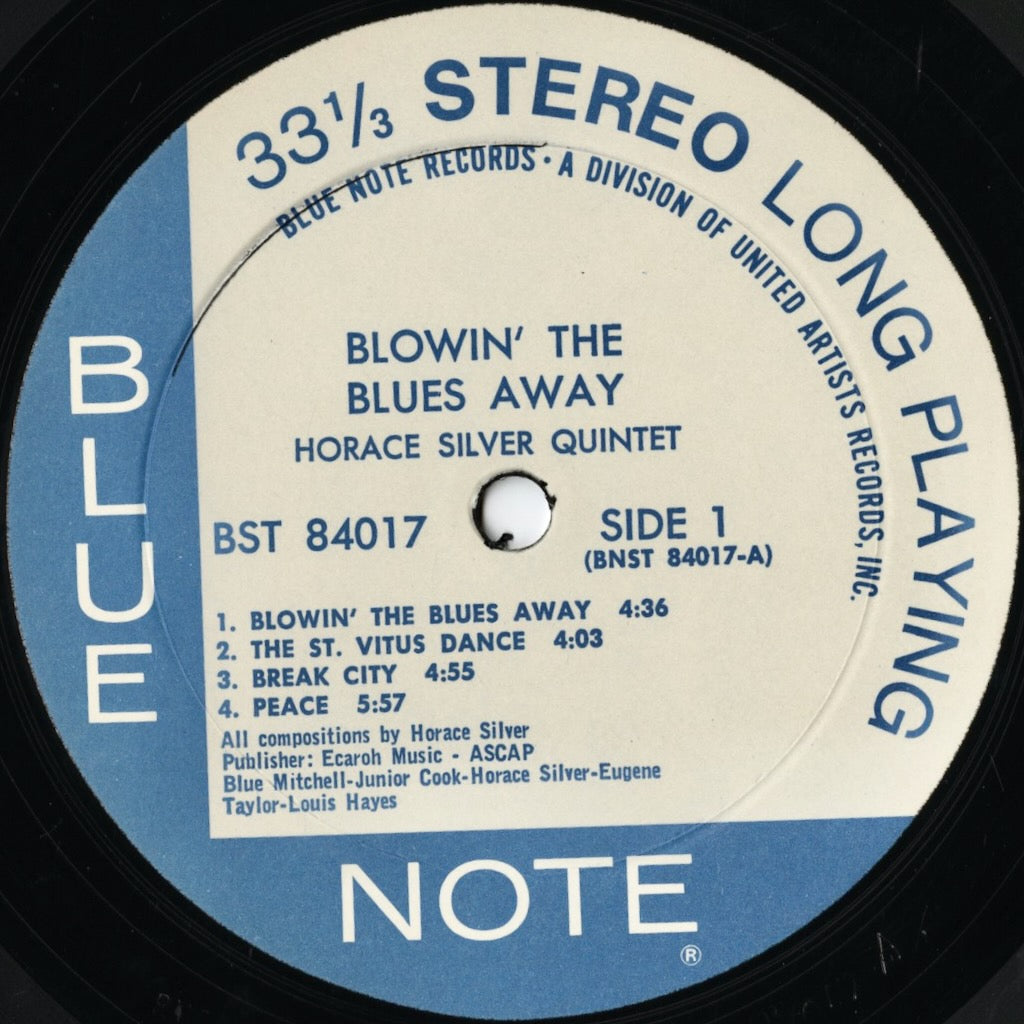 33⅓ STEREO LONG PLAYING
BLUE NOTE RECORDS · A DIVISION OF UNITED ARTISTS RECORDS, INC.
BLOWIN' THE
BLUES AWAY
HORACE SILVER QUINTET
BST 84017
SIDE 1
(BNST 84017-A)
1. BLOWIN' THE BLUES AWAY 4:36
2. THE ST. VITUS DANCE 4:03
3. BREAK CITY 4:55
4. PEACE 5:57
All compositions by Horace Silver
Publisher: Ecaroh Music - ASCAP
Blue Mitchell-Junior Cook-Horace Silver-Eugene
Taylor-Louis Hayes
BLUE
NOTE
®